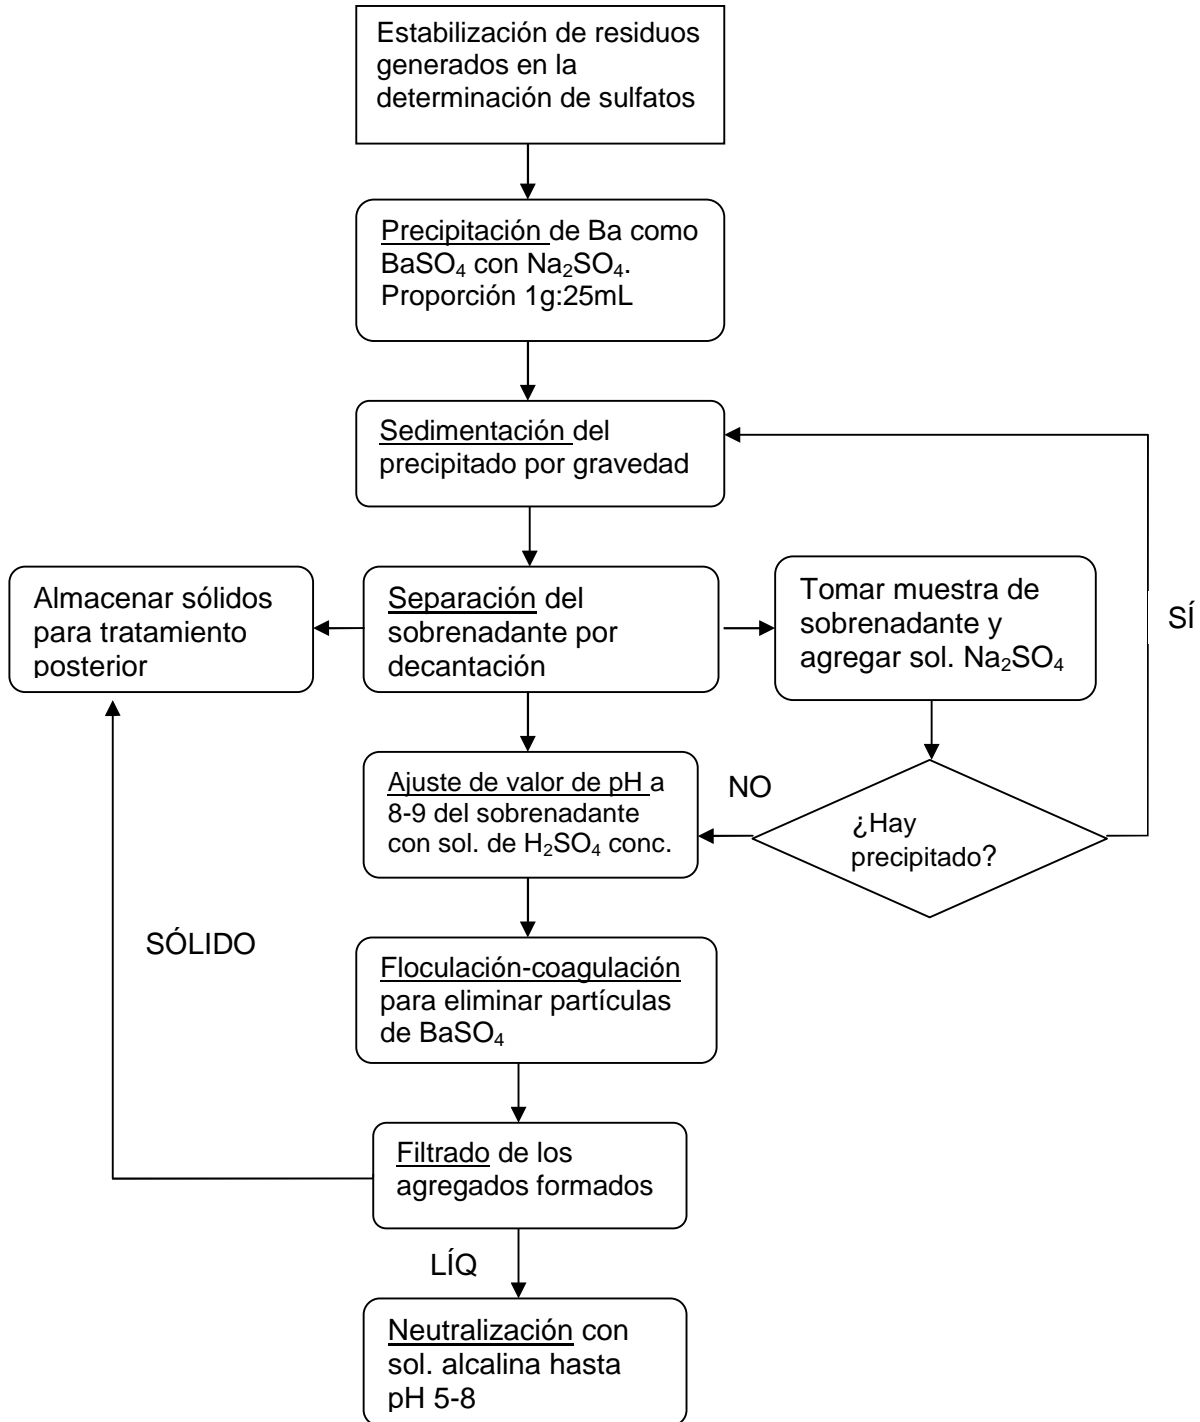 Estabilización de residuos
generados en la
determinación de sulfatos
Precipitación de Ba como
BaSO₄ con Na₂SO₄.
Proporción 1g:25mL
Sedimentación del
precipitado por gravedad
Almacenar sólidos
para tratamiento
posterior
Separación del
sobrenadante por
decantación
Tomar muestra de
sobrenadante y
agregar sol. Na₂SO₄
SÍ
Ajuste de valor de pH a
8-9 del sobrenadante
con sol. de H₂SO₄ conc.
NO
¿Hay
precipitado?
SÓLIDO
Floculación-coagulación
para eliminar partículas
de BaSO₄
Filtrado de los
agregados formados
LÍQ
Neutralización con
sol. alcalina hasta
pH 5-8